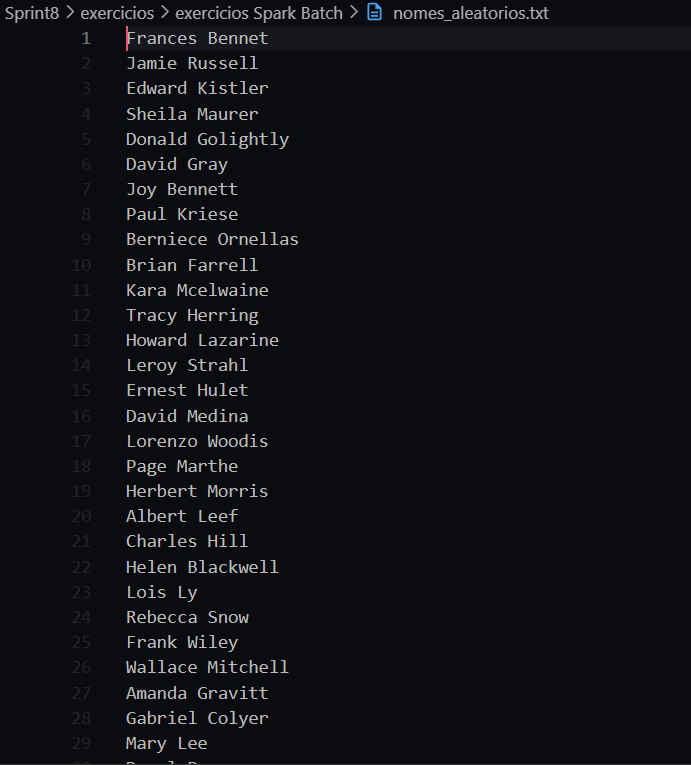 Sprint8 > exercicios > exercicios Spark Batch > nomes_aleatorios.txt
1 Frances Bennet
2 Jamie Russell
3 Edward Kistler
4 Sheila Maurer
5 Donald Golightly
6 David Gray
7 Joy Bennett
8 Paul Kriese
9 Berniece Ornellas
10 Brian Farrell
11 Kara Mcelwaine
12 Tracy Herring
13 Howard Lazarine
14 Leroy Strahl
15 Ernest Hulet
16 David Medina
17 Lorenzo Woodis
18 Page Marthe
19 Herbert Morris
20 Albert Leef
21 Charles Hill
22 Helen Blackwell
23 Lois Ly
24 Rebecca Snow
25 Frank Wiley
26 Wallace Mitchell
27 Amanda Gravitt
28 Gabriel Colyer
29 Mary Lee